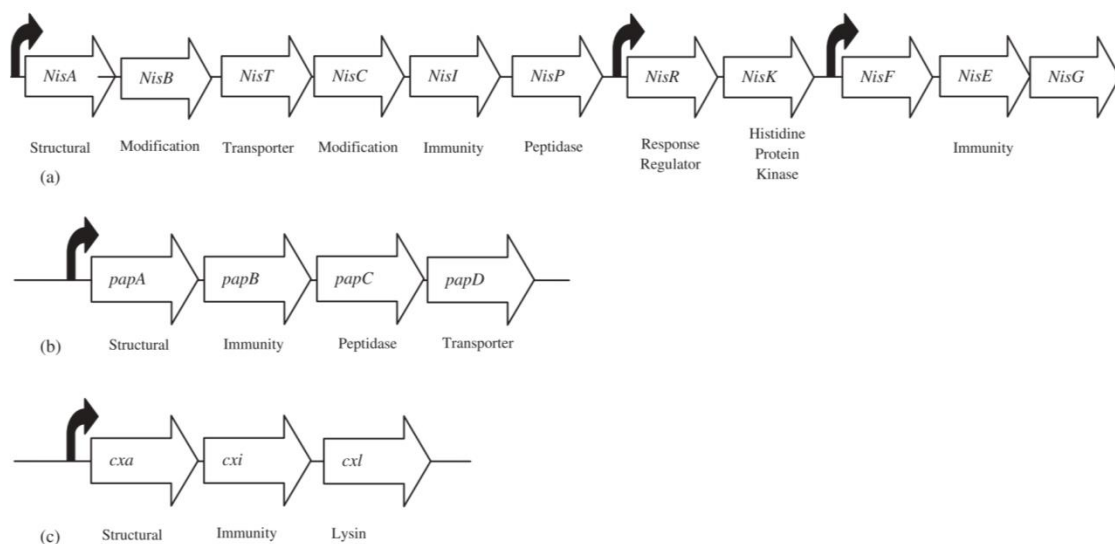 NisA NisB NisT NisC NisI NisP NisR NisK NisF NisE NisG
Structural Modification Transporter Modification Immunity Peptidase Response Regulator Histidine Protein Kinase Immunity
(a)
papA papB papC papD
(b) Structural Immunity Peptidase Transporter
cxa cxi cxl
(c) Structural Immunity Lysin